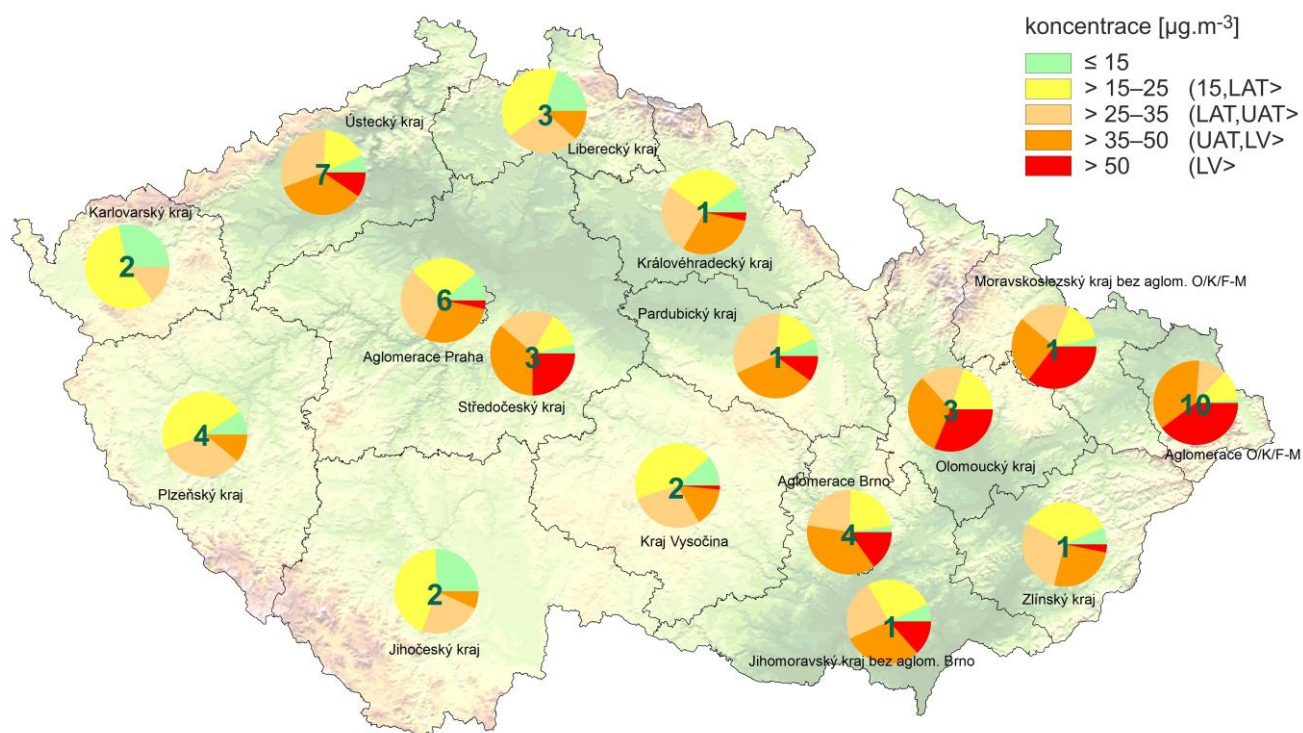 koncentrace [µg.m-3]
≤ 15
> 15–25 (15,LAT>
> 25–35 (LAT,UAT>
> 35–50 (UAT,LV>
> 50 (LV>
3
Liberecký kraj
Ústecký kraj
7
Karlovarský kraj
2
1
Královéhradecký kraj
6
Aglomerace Praha
3
Středočeský kraj
Pardubický kraj
1
Moravskoslezský kraj bez aglom. O/K/F-M
1
10
Aglomerace O/K/F-M
3
Olomoucký kraj
4
Plzeňský kraj
2
Kraj Vysočina
Aglomerace Brno
4
1
Zlínský kraj
2
Jihočeský kraj
1
Jihomoravský kraj bez aglom. Brno